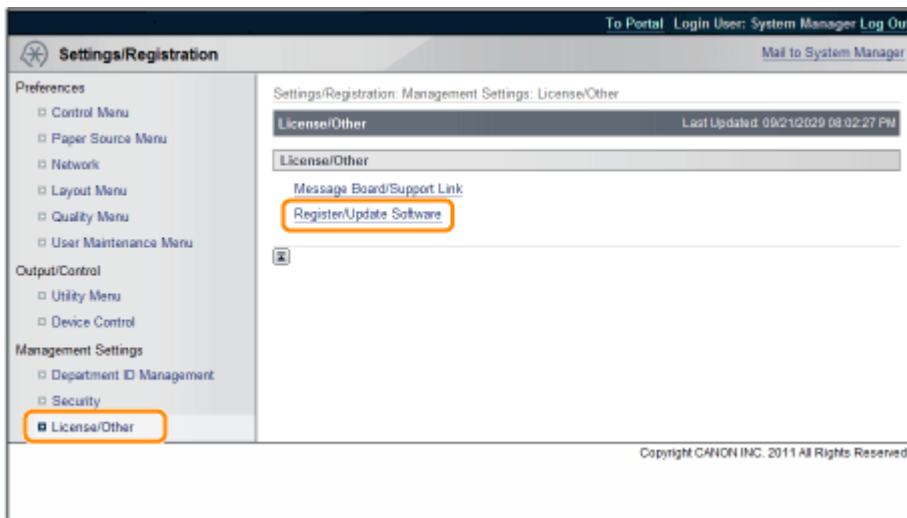 To Portal Login User: System Manager Log Ou
Settings/Registration
Mail to System Manager
Preferences
Control Menu
Paper Source Menu
Network
Layout Menu
Quality Menu
User Maintenance Menu
Output/Control
Utility Menu
Device Control
Management Settings
Department ID Management
Security
License/Other
Settings/Registration: Management Settings: License/Other
License/Other Last Updated: 09/21/2029 08:02:27 PM
License/Other
Message Board/Support Link
Register/Update Software
Copyright CANON INC. 2011 All Rights Reserved